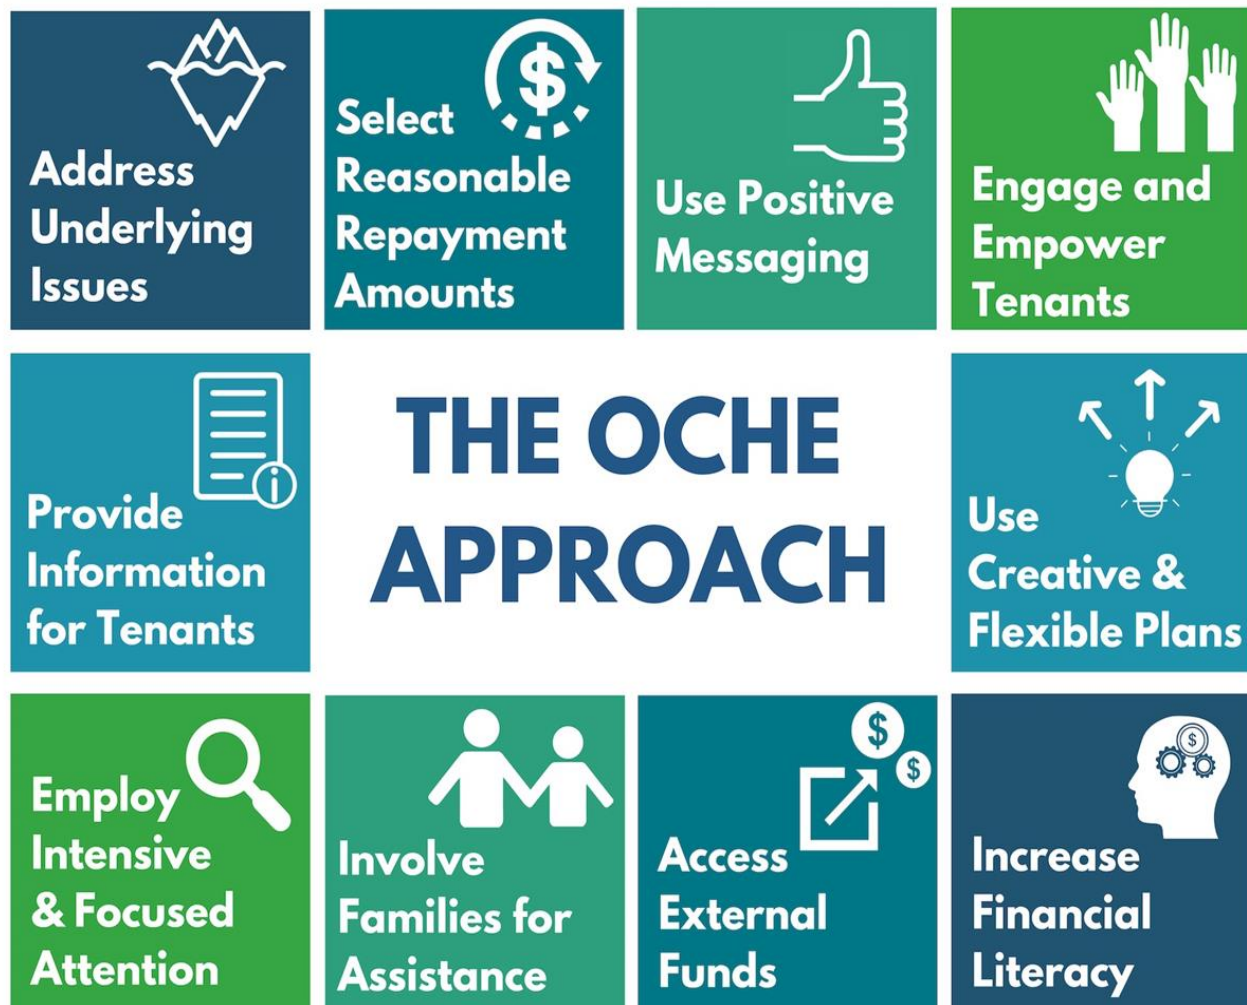 Address
Underlying
Issues
Select
Reasonable
Repayment
Amounts
Use Positive
Messaging
Engage and
Empower
Tenants
Provide
Information
for Tenants
THE OCHE
APPROACH
Use
Creative &
Flexible Plans
Employ
Intensive
& Focused
Attention
Involve
Families for
Assistance
Access
External
Funds
Increase
Financial
Literacy